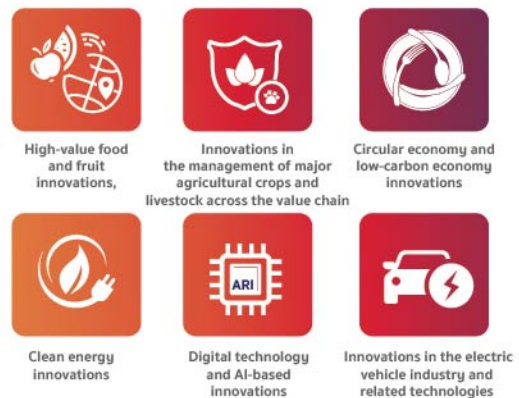 High-value food
and fruit
innovations,
Innovations in
the management of major
agricultural crops and
livestock across the value chain
Circular economy and
low-carbon economy
innovations
ARI
Clean energy
innovations
Digital technology
and AI-based
innovations
Innovations in the electric
vehicle industry and
related technologies